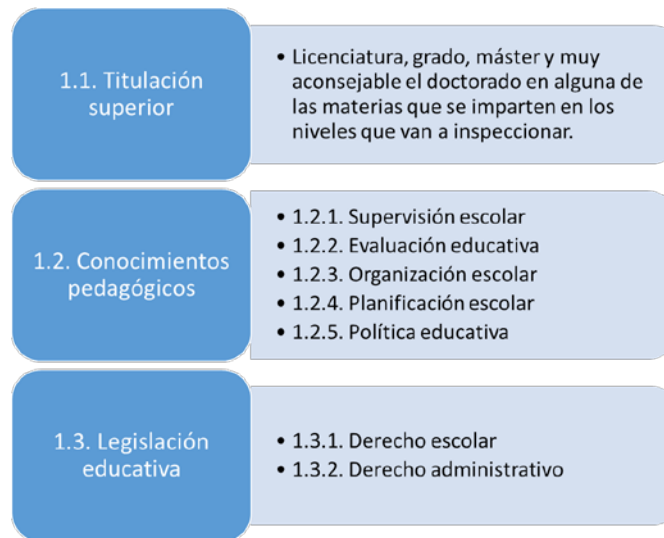 1.1. Titulación
superior
• Licenciatura, grado, máster y muy
aconsejable el doctorado en alguna de
las materias que se imparten en los
niveles que van a inspeccionar.
1.2. Conocimientos
pedagógicos
• 1.2.1. Supervisión escolar
• 1.2.2. Evaluación educativa
• 1.2.3. Organización escolar
• 1.2.4. Planificación escolar
• 1.2.5. Política educativa
1.3. Legislación
educativa
• 1.3.1. Derecho escolar
• 1.3.2. Derecho administrativo